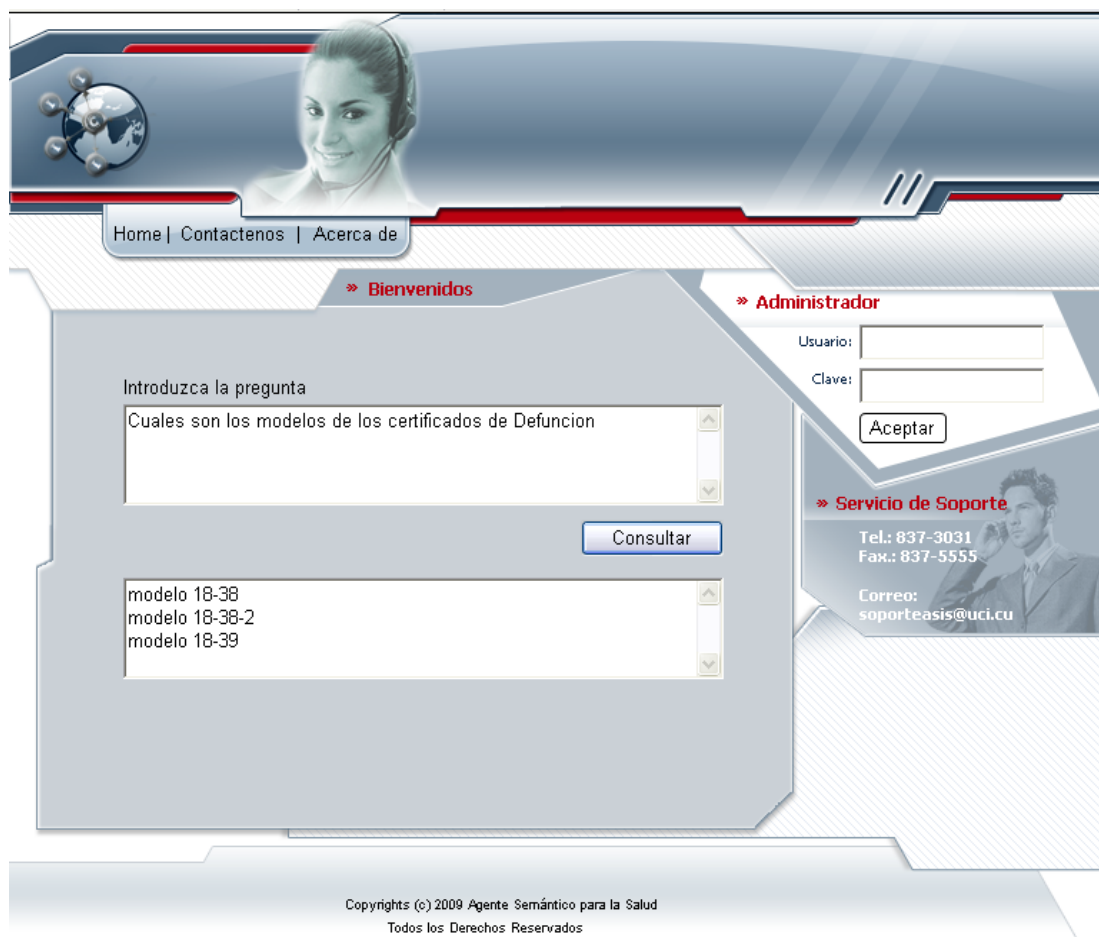 Home | Contactenos | Acerca de
» Bienvenidos
Introduzca la pregunta
Cuales son los modelos de los certificados de Defuncion
Consultar
modelo 18-38
modelo 18-38-2
modelo 18-39
» Administrador
Usuario:
Clave:
Aceptar
» Servicio de Soporte
Tel.: 837-3031
Fax.: 837-5555
Correo:
soporteasis@uci.cu
Copyrights (c) 2009 Agente Semántico para la Salud
Todos los Derechos Reservados